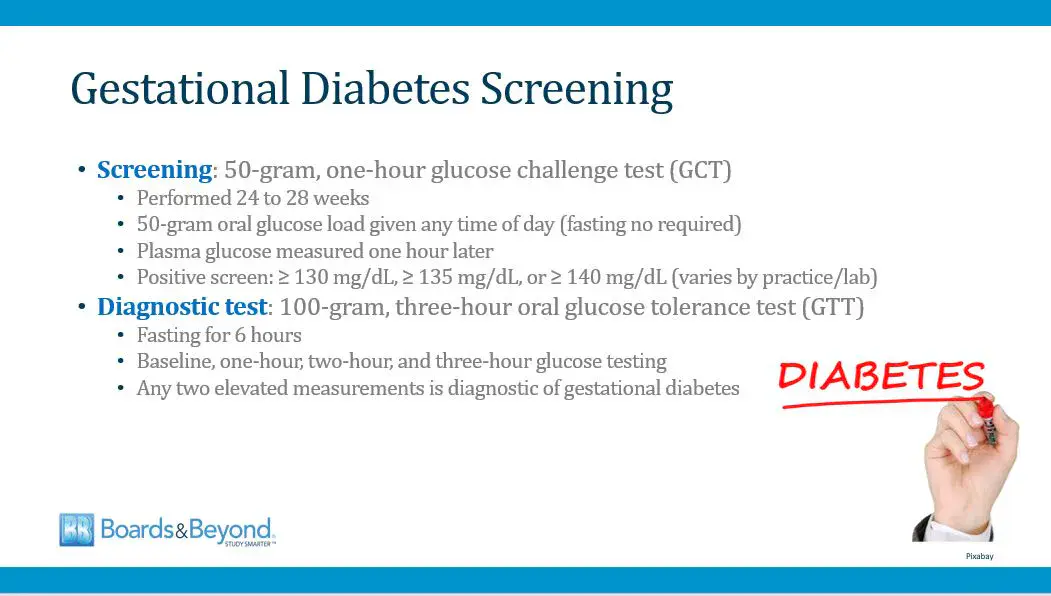 Gestational Diabetes Screening
• Screening: 50-gram, one-hour glucose challenge test (GCT)
• Performed 24 to 28 weeks
• 50-gram oral glucose load given any time of day (fasting no required)
• Plasma glucose measured one hour later
• Positive screen: ≥ 130 mg/dL, ≥ 135 mg/dL, or ≥ 140 mg/dL (varies by practice/lab)
• Diagnostic test: 100-gram, three-hour oral glucose tolerance test (GTT)
• Fasting for 6 hours
• Baseline, one-hour, two-hour, and three-hour glucose testing
• Any two elevated measurements is diagnostic of gestational diabetes
DIABETES
BB Boards&Beyond.
STUDY SMARTER™
Pixabay